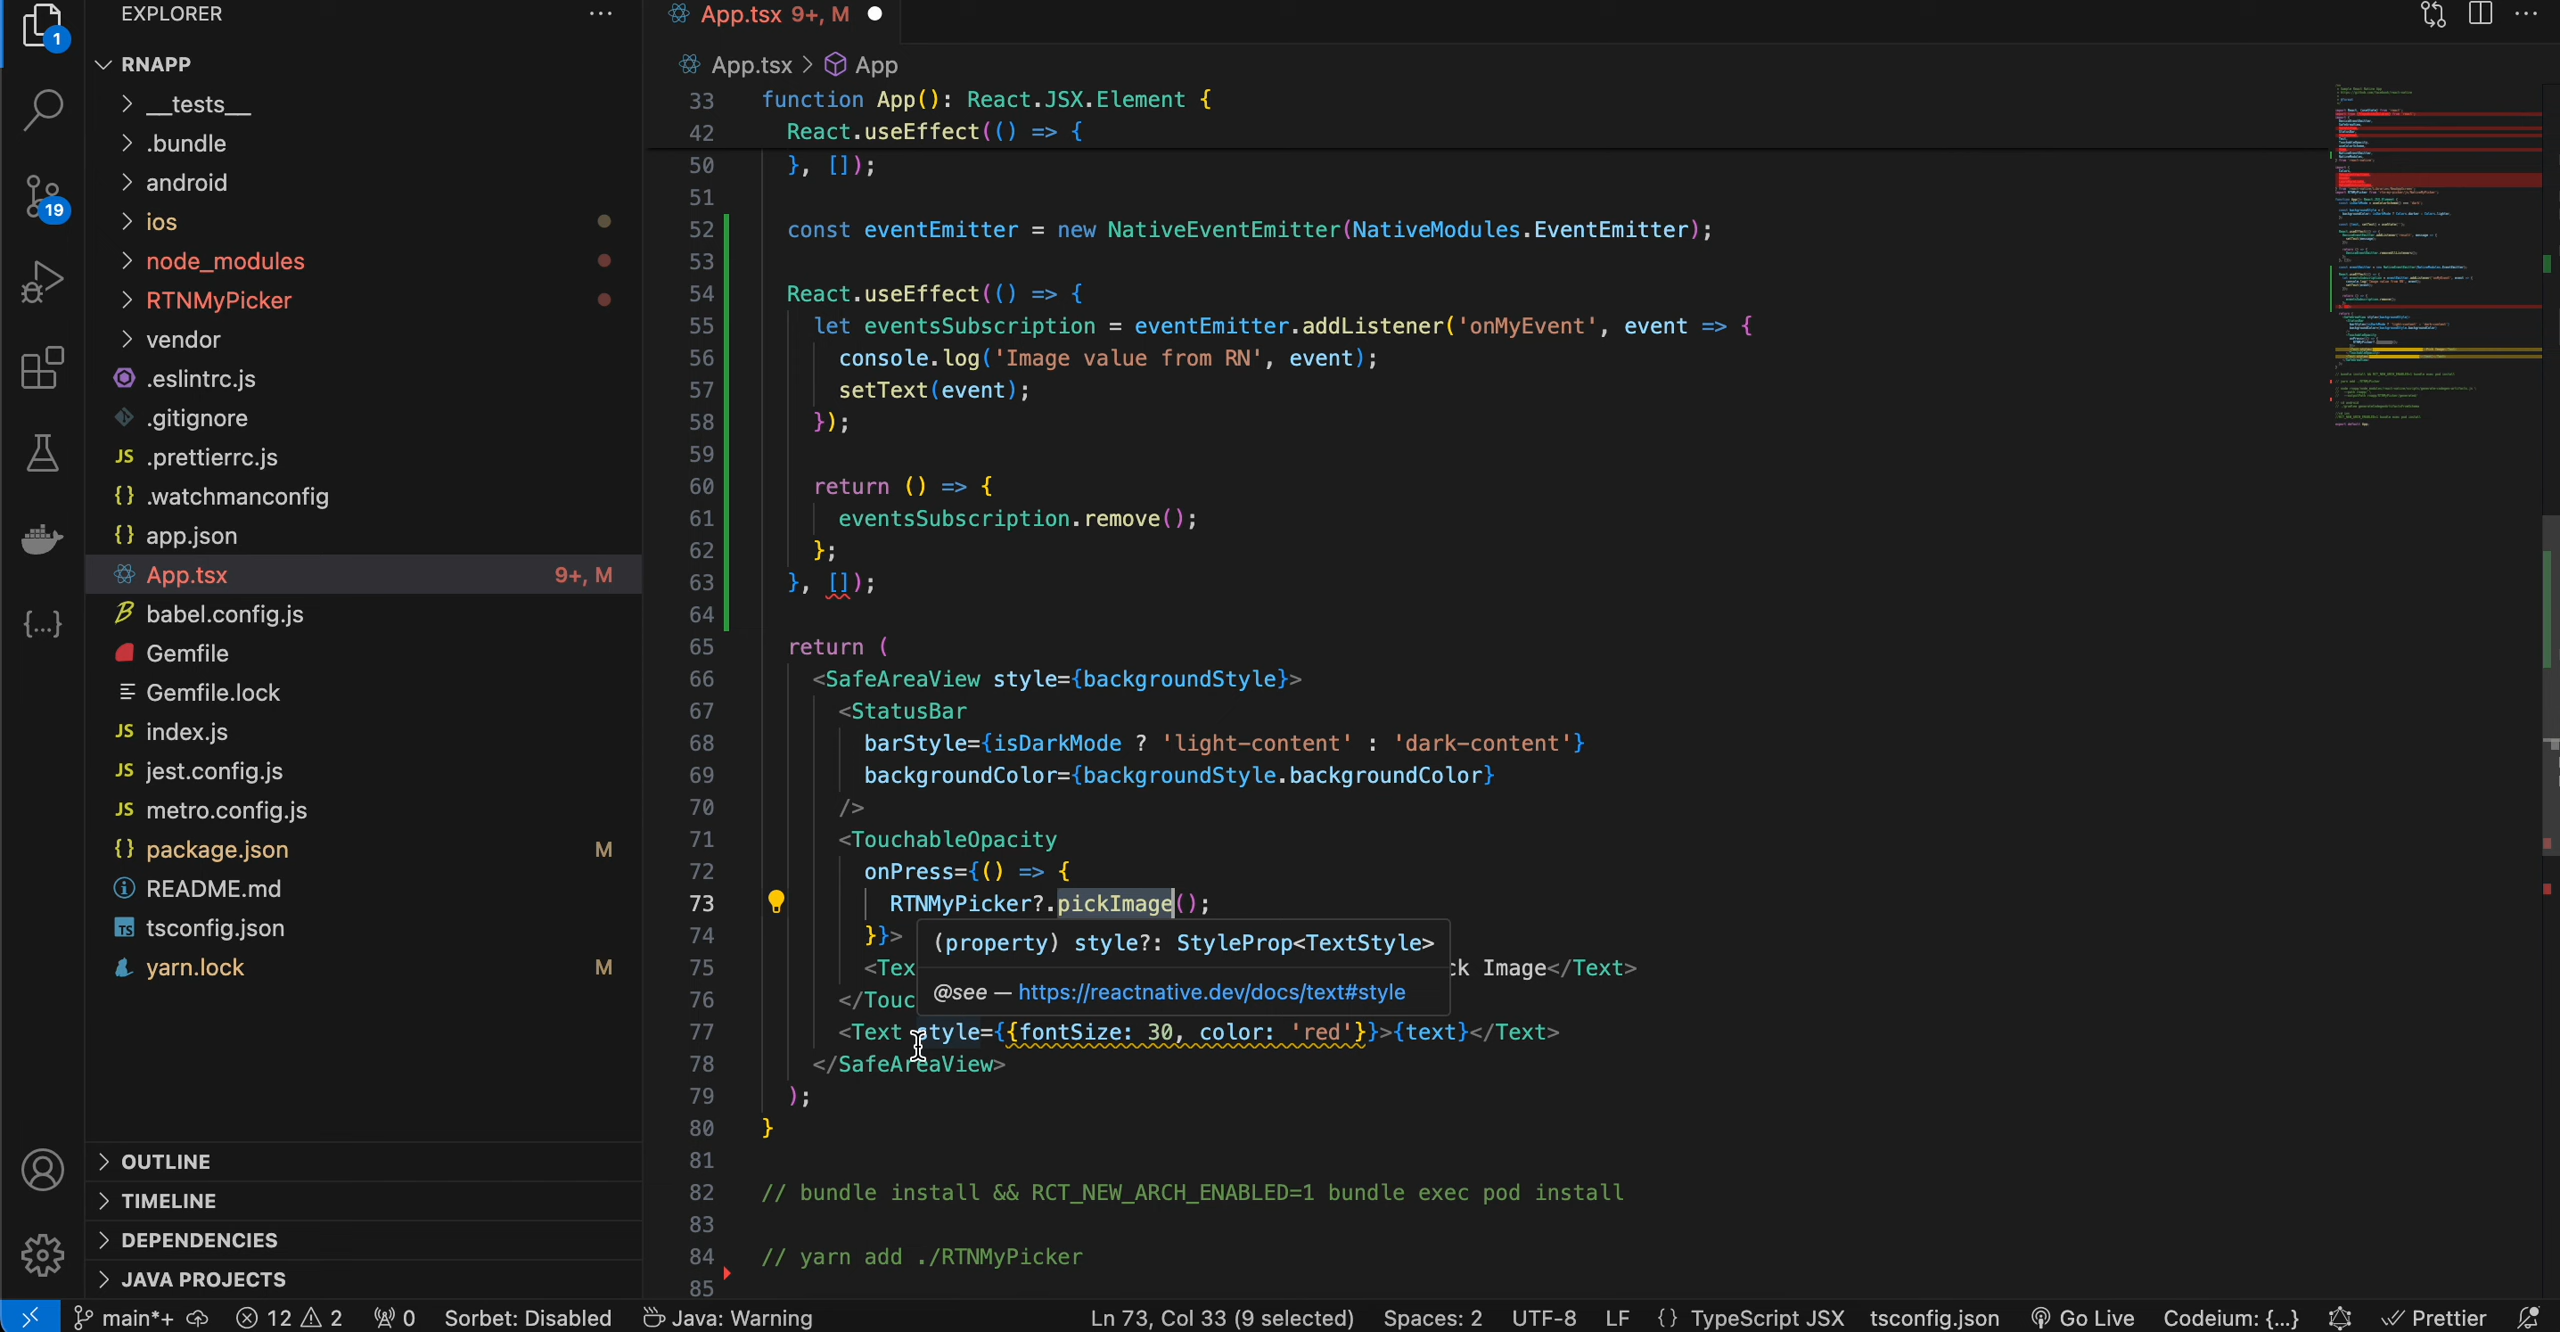 EXPLORER
RNAPP
__tests__
.bundle
android
ios
node_modules
RTNMyPicker
vendor
.eslintrc.js
.gitignore
JS .prettierrc.js
{} .watchmanconfig
{} app.json
App.tsx 9+, M
babel.config.js
Gemfile
Gemfile.lock
JS index.js
JS jest.config.js
JS metro.config.js
{} package.json M
README.md
TS tsconfig.json
yarn.lock M
OUTLINE
TIMELINE
DEPENDENCIES
JAVA PROJECTS
1
19
{...}
App.tsx 9+, M
App.tsx > App
33 function App(): React.JSX.Element {
42 React.useEffect(() => {
50 }, []);
51
52 const eventEmitter = new NativeEventEmitter(NativeModules.EventEmitter);
53
54 React.useEffect(() => {
55 let eventsSubscription = eventEmitter.addListener('onMyEvent', event => {
56 console.log('Image value from RN', event);
57 setText(event);
58 });
59
60 return () => {
61 eventsSubscription.remove();
62 };
63 }, []);
64
65 return (
66 <SafeAreaView style={backgroundStyle}>
67 <StatusBar
68 barStyle={isDarkMode ? 'light-content' : 'dark-content'}
69 backgroundColor={backgroundStyle.backgroundColor}
70 />
71 <TouchableOpacity
72 onPress={() => {
73 RTNMyPicker?.pickImage();
74 }}>
(property) style?: StyleProp<TextStyle>
75 <Tex ck Image</Text>
@see — https://reactnative.dev/docs/text#style
76 </Touc
77 <Text style={{fontSize: 30, color: 'red'}}>{text}</Text>
78 </SafeAreaView>
79 );
80 }
81
82 // bundle install && RCT_NEW_ARCH_ENABLED=1 bundle exec pod install
83
84 // yarn add ./RTNMyPicker
85
main*+ 12 2 0 Sorbet: Disabled Java: Warning Ln 73, Col 33 (9 selected) Spaces: 2 UTF-8 LF {} TypeScript JSX tsconfig.json Go Live Codeium: {...} Prettier